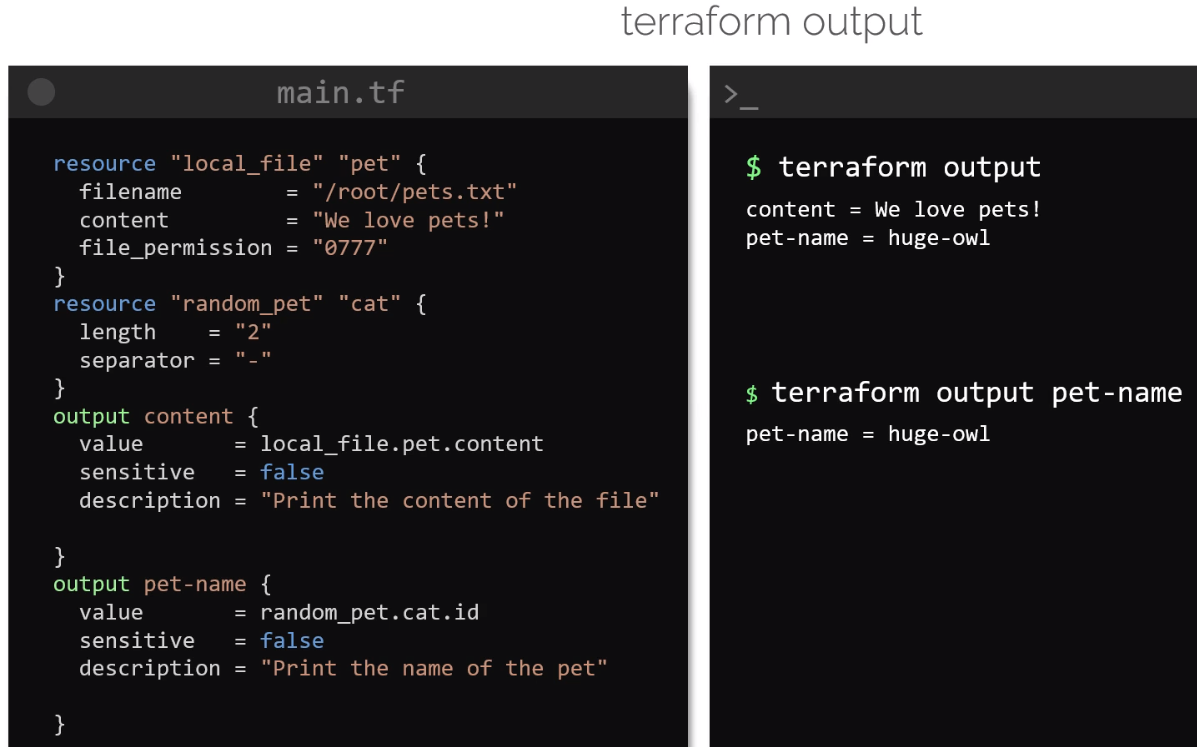 terraform output
main.tf
resource "local_file" "pet" {
  filename        = "/root/pets.txt"
  content         = "We love pets!"
  file_permission = "0777"
}
resource "random_pet" "cat" {
  length    = "2"
  separator = "-"
}
output content {
  value       = local_file.pet.content
  sensitive   = false
  description = "Print the content of the file"
}
output pet-name {
  value       = random_pet.cat.id
  sensitive   = false
  description = "Print the name of the pet"
}
>_
$ terraform output
content = We love pets!
pet-name = huge-owl
$ terraform output pet-name
pet-name = huge-owl